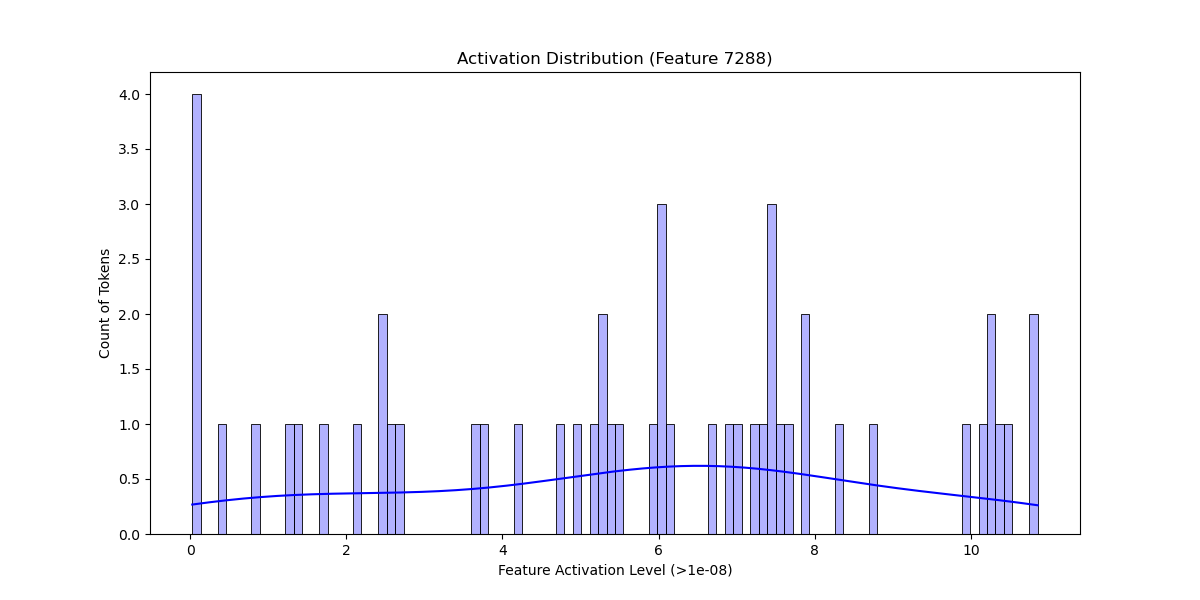 Activation Distribution (Feature 7288)
4.0
3.5
3.0
2.5
2.0
1.5
1.0
0.5
0.0
Count of Tokens
0 2 4 6 8 10
Feature Activation Level (>1e-08)